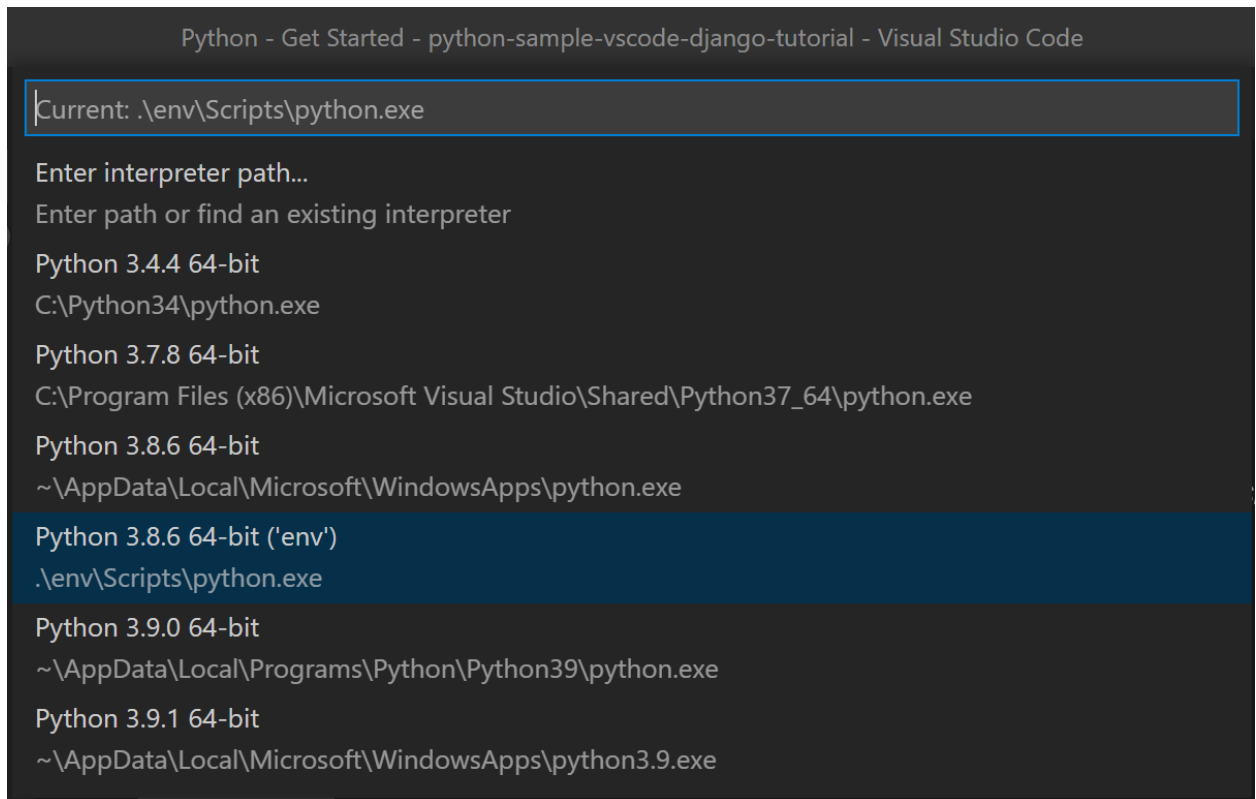 Python - Get Started - python-sample-vscode-django-tutorial - Visual Studio Code
Current: .\env\Scripts\python.exe
Enter interpreter path...
Enter path or find an existing interpreter
Python 3.4.4 64-bit
C:\Python34\python.exe
Python 3.7.8 64-bit
C:\Program Files (x86)\Microsoft Visual Studio\Shared\Python37_64\python.exe
Python 3.8.6 64-bit
~\AppData\Local\Microsoft\WindowsApps\python.exe
Python 3.8.6 64-bit ('env')
.\env\Scripts\python.exe
Python 3.9.0 64-bit
~\AppData\Local\Programs\Python\Python39\python.exe
Python 3.9.1 64-bit
~\AppData\Local\Microsoft\WindowsApps\python3.9.exe